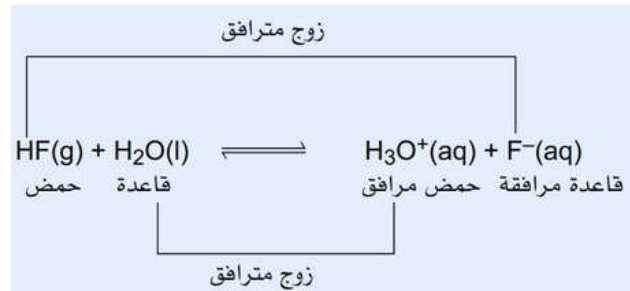 زوج مترافق
HF(g) + H₂O(l) ⇌ H₃O⁺(aq) + F⁻(aq)
حمض قاعدة حمض مرافق قاعدة مرافقة
زوج مترافق